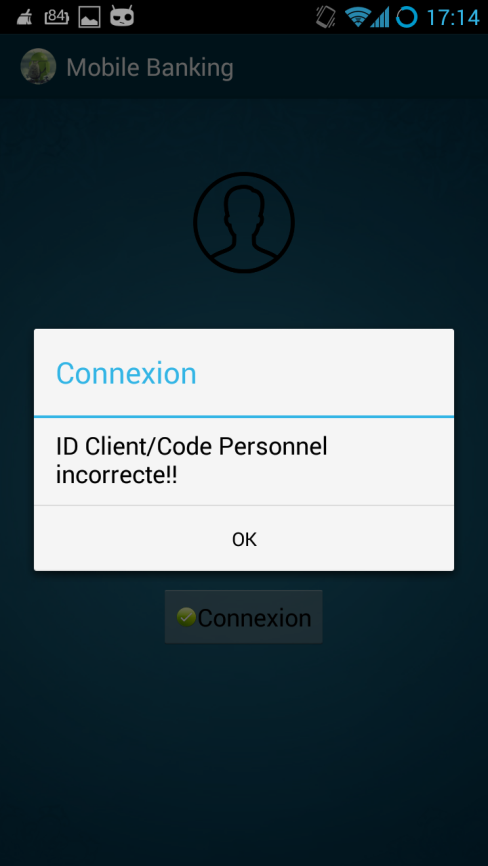 84
17:14
Mobile Banking
Connexion
ID Client/Code Personnel
incorrecte!!
OK
Connexion